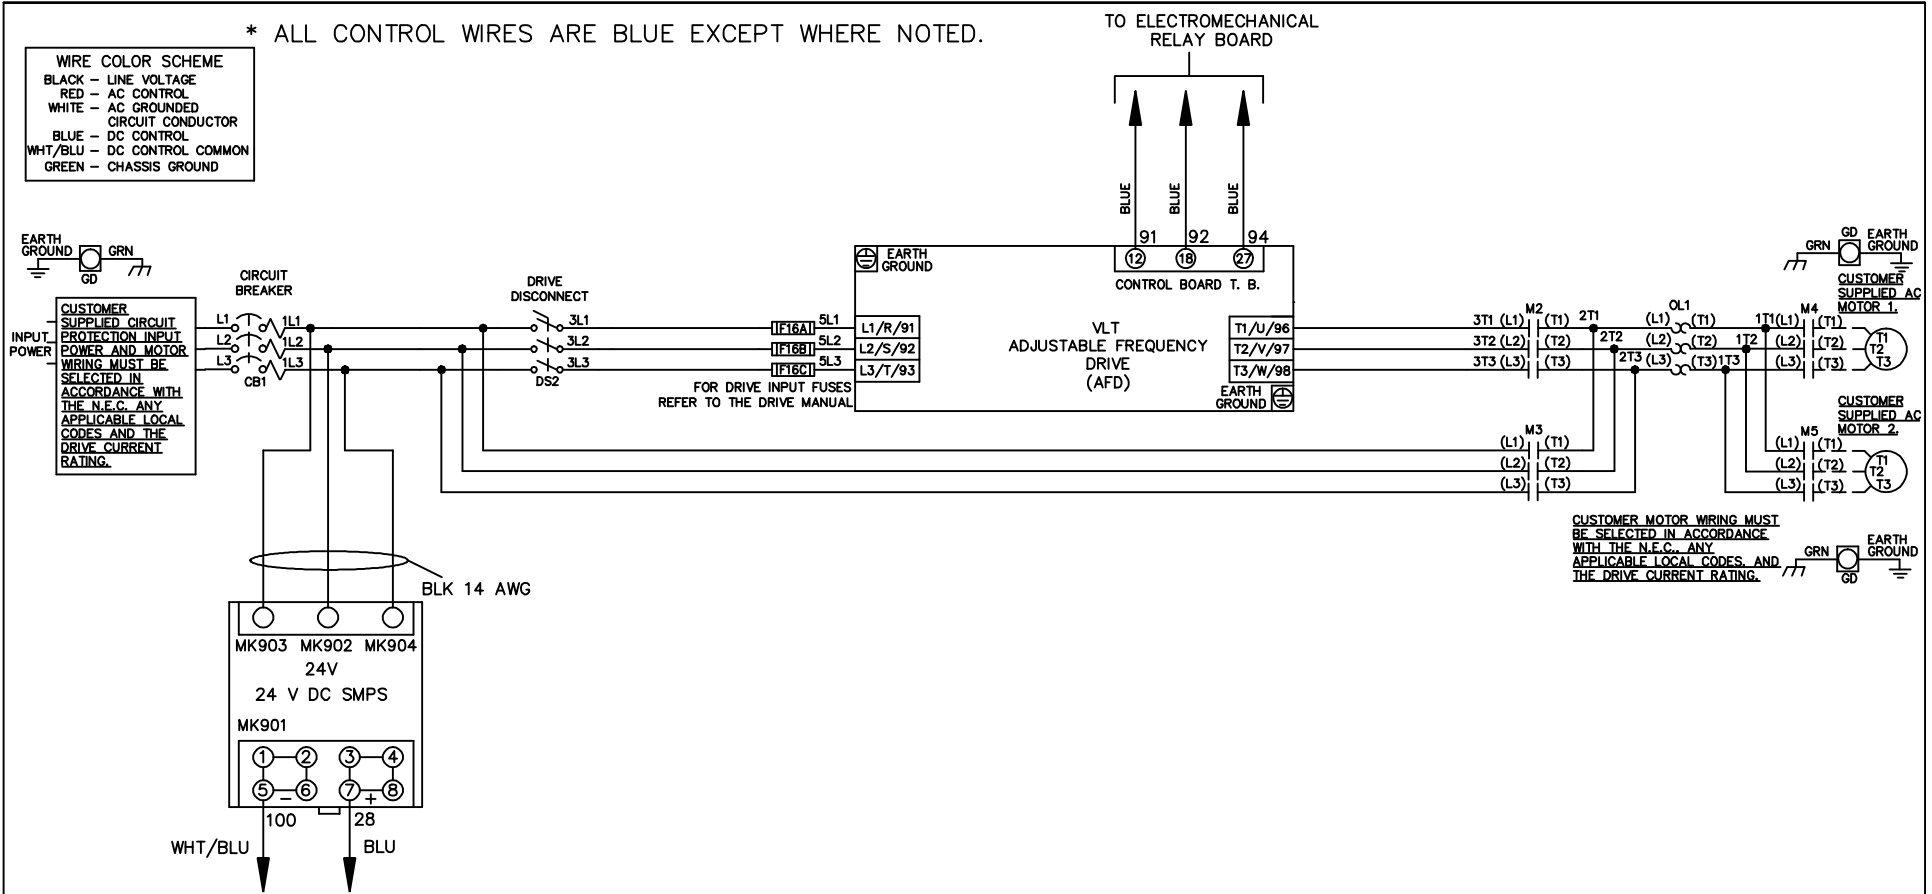 * ALL CONTROL WIRES ARE BLUE EXCEPT WHERE NOTED.
TO ELECTROMECHANICAL
RELAY BOARD
WIRE COLOR SCHEME
BLACK – LINE VOLTAGE
RED – AC CONTROL
WHITE – AC GROUNDED
CIRCUIT CONDUCTOR
BLUE – DC CONTROL
WHT/BLU – DC CONTROL COMMON
GREEN – CHASSIS GROUND
BLUE
BLUE
BLUE
91 92 94
12 18 27
CONTROL BOARD T. B.
EARTH
GROUND
GRN
GD
INPUT
POWER
CUSTOMER
SUPPLIED CIRCUIT
PROTECTION INPUT
POWER AND MOTOR
WIRING MUST BE
SELECTED IN
ACCORDANCE WITH
THE N.E.C. ANY
APPLICABLE LOCAL
CODES AND THE
DRIVE CURRENT
RATING.
CIRCUIT
BREAKER
L1 1L1
L2 1L2
L3 1L3
CB1
DRIVE
DISCONNECT
3L1
3L2
3L3
DS2
F16A 5L1
F16B 5L2
F16C 5L3
FOR DRIVE INPUT FUSES
REFER TO THE DRIVE MANUAL
EARTH
GROUND
L1/R/91
L2/S/92
L3/T/93
VLT
ADJUSTABLE FREQUENCY
DRIVE
(AFD)
T1/U/96
T2/V/97
T3/W/98
EARTH
GROUND
M2
3T1 (L1) (T1) 2T1
3T2 (L2) (T2) 2T2
3T3 (L3) (T3) 2T3
OL1
(L1) (T1) 1T1
(L2) (T2) 1T2
(L3) (T3) 1T3
M4
(L1) (T1)
(L2) (T2)
(L3) (T3)
T1
T2
T3
GRN
GD
EARTH
GROUND
CUSTOMER
SUPPLIED AC
MOTOR 1.
M3
(L1) (T1)
(L2) (T2)
(L3) (T3)
CUSTOMER
SUPPLIED AC
MOTOR 2.
M5
(L1) (T1)
(L2) (T2)
(L3) (T3)
T1
T2
T3
CUSTOMER MOTOR WIRING MUST
BE SELECTED IN ACCORDANCE
WITH THE N.E.C.. ANY
APPLICABLE LOCAL CODES. AND
THE DRIVE CURRENT RATING.
GRN
GD
EARTH
GROUND
BLK 14 AWG
MK903 MK902 MK904
24V
24 V DC SMPS
MK901
1 2 3 4
5 6 7 8
– +
100 28
WHT/BLU BLU